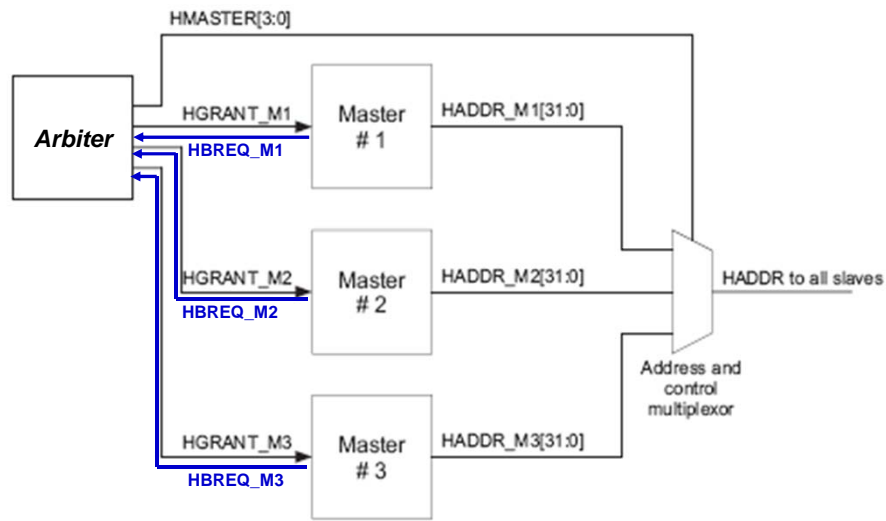 HMASTER[3:0]
Arbiter
HGRANT_M1
HBREQ_M1
Master
# 1
HADDR_M1[31:0]
HGRANT_M2
HBREQ_M2
Master
# 2
HADDR_M2[31:0]
HADDR to all slaves
Address and
control
multiplexor
HGRANT_M3
HBREQ_M3
Master
# 3
HADDR_M3[31:0]